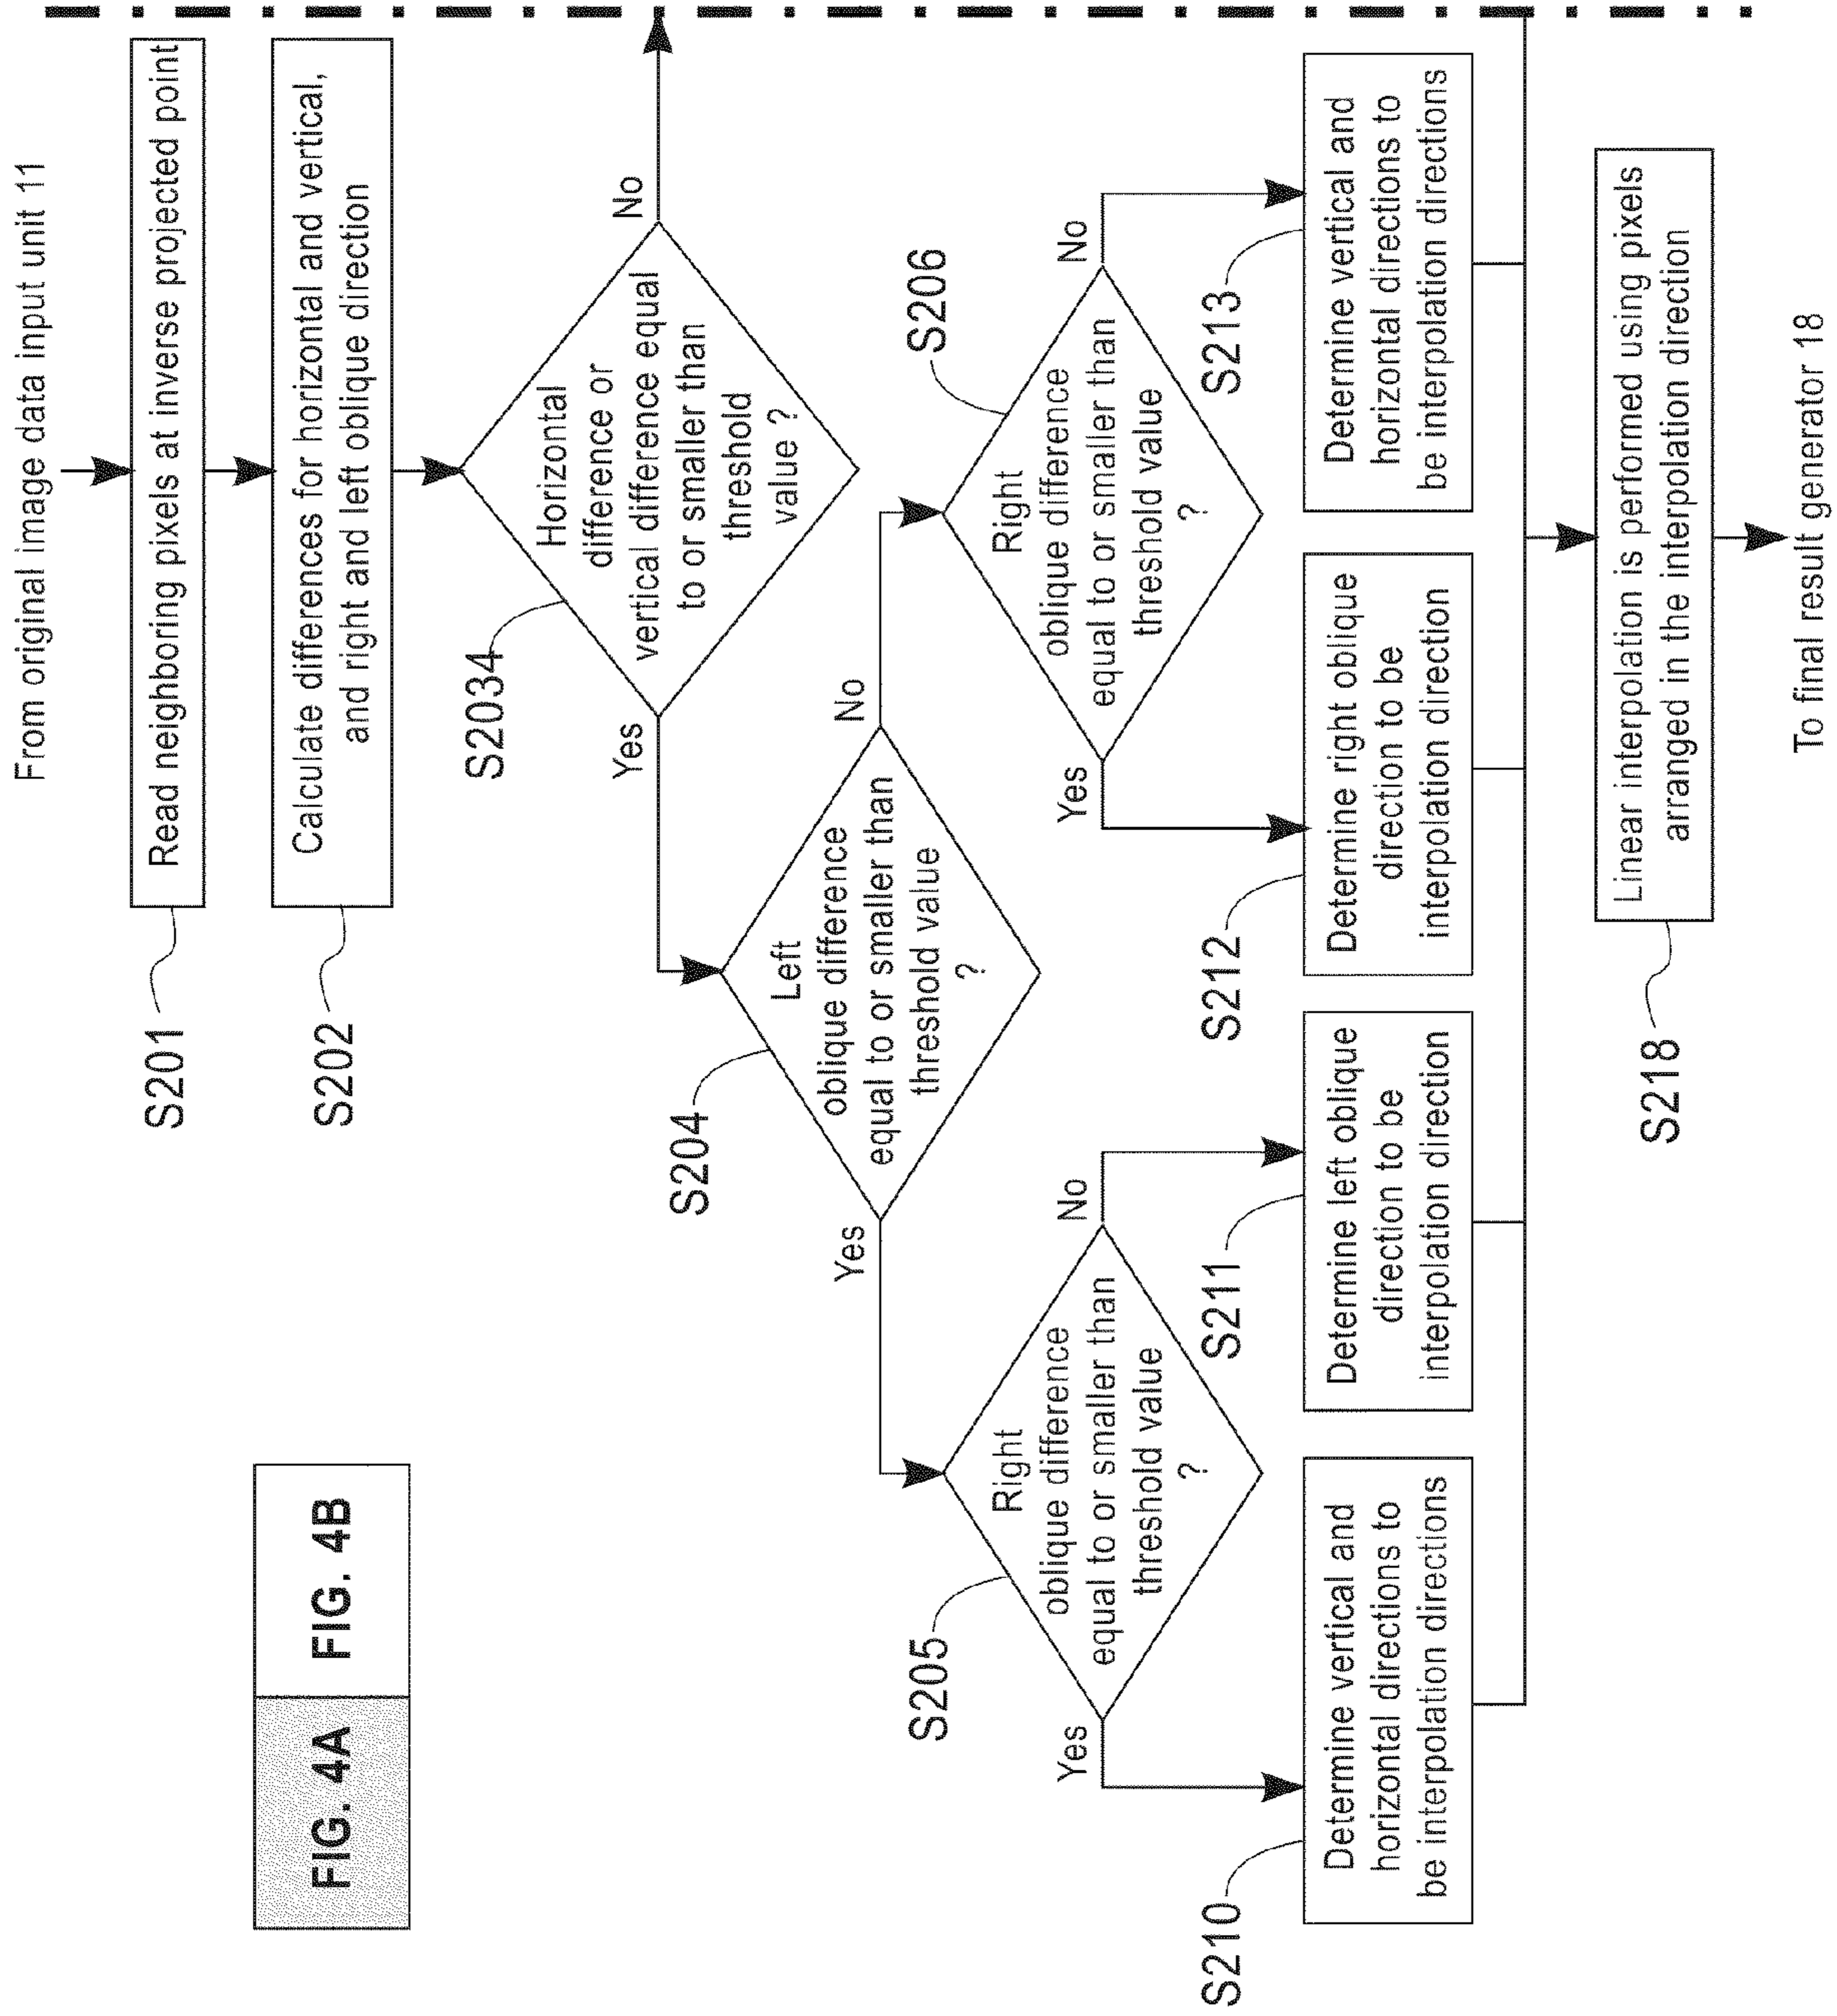 From original image data input unit 11
Read neighboring pixels at inverse projected point
S201
Calculate differences for horizontal and vertical,
and right and left oblique direction
S202
Horizontal
difference or
vertical difference equal
to or smaller than
threshold
value ?
S2034
Yes
No
Left
oblique difference
equal to or smaller than
threshold value
?
S204
Yes
No
Right
oblique difference
equal to or smaller than
threshold value
?
S205
Yes
No
Right
oblique difference
equal to or smaller than
threshold value
?
S206
Yes
No
Determine vertical and
horizontal directions to
be interpolation directions
S210
Determine left oblique
direction to be
interpolation direction
S211
Determine right oblique
direction to be
interpolation direction
S212
Determine vertical and
horizontal directions to
be interpolation directions
S213
Linear interpolation is performed using pixels
arranged in the interpolation direction
S218
To final result generator 18
FIG. 4A
FIG. 4B